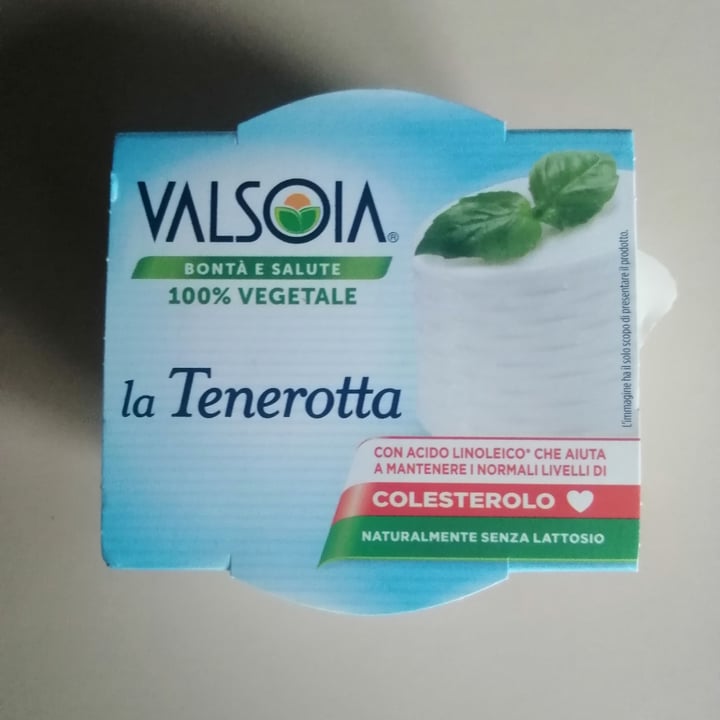 VALSOIA®
BONTÀ E SALUTE
100% VEGETALE
la Tenerotta
L'immagine ha il solo scopo di presentare il prodotto.
CON ACIDO LINOLEICO* CHE AIUTA
A MANTENERE I NORMALI LIVELLI DI
COLESTEROLO
NATURALMENTE SENZA LATTOSIO